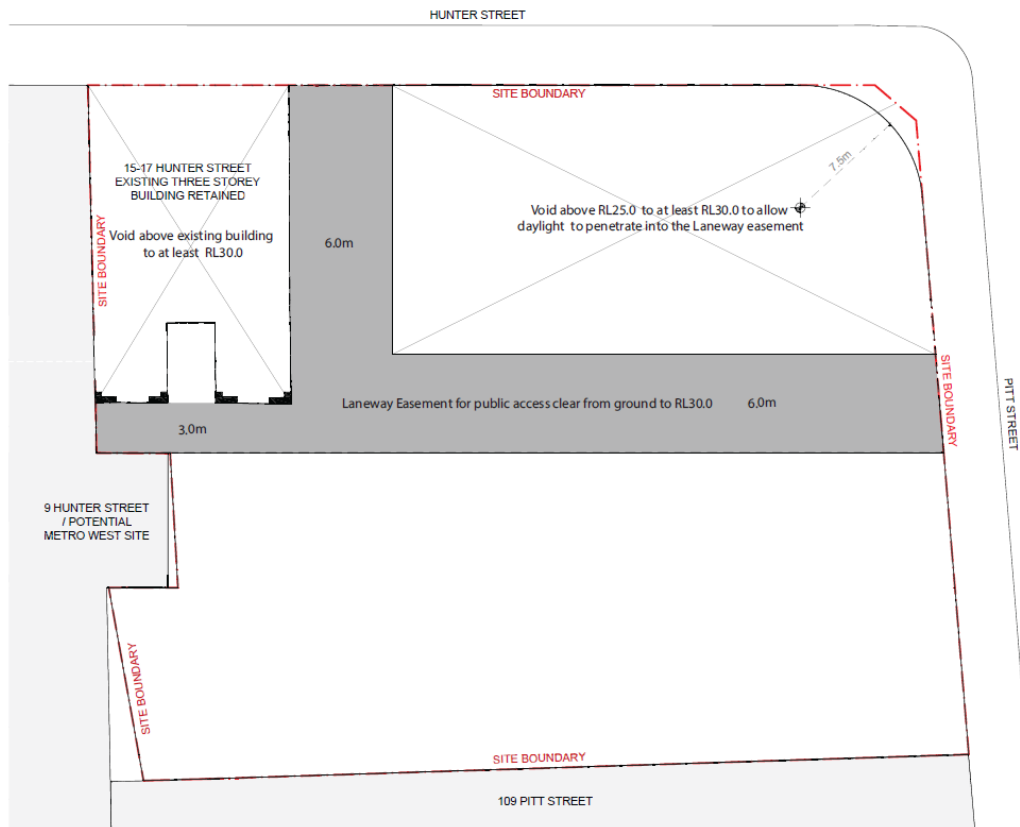 HUNTER STREET
SITE BOUNDARY
15-17 HUNTER STREET
EXISTING THREE STOREY
BUILDING RETAINED
Void above existing building
to at least RL30.0
SITE BOUNDARY
6.0m
7.5m
Void above RL25.0 to at least RL30.0 to allow
daylight to penetrate into the Laneway easement
SITE BOUNDARY
PITT STREET
Laneway Easement for public access clear from ground to RL30.0
6.0m
3.0m
9 HUNTER STREET
/ POTENTIAL
METRO WEST SITE
SITE BOUNDARY
SITE BOUNDARY
109 PITT STREET